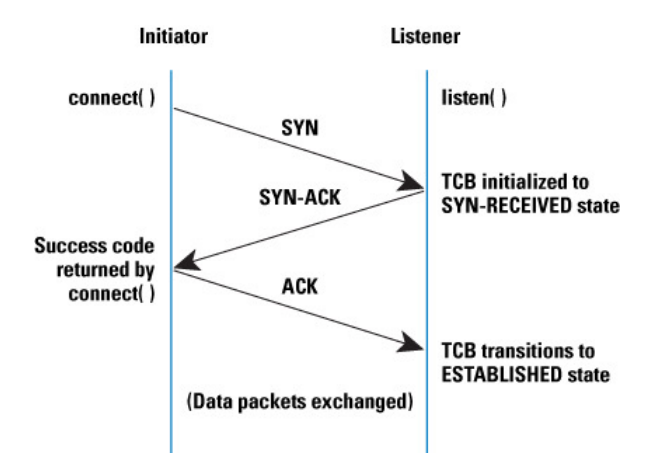 Initiator
Listener
connect( )
listen( )
SYN
TCB initialized to
SYN-RECEIVED state
SYN-ACK
Success code
returned by
connect( )
ACK
TCB transitions to
ESTABLISHED state
(Data packets exchanged)